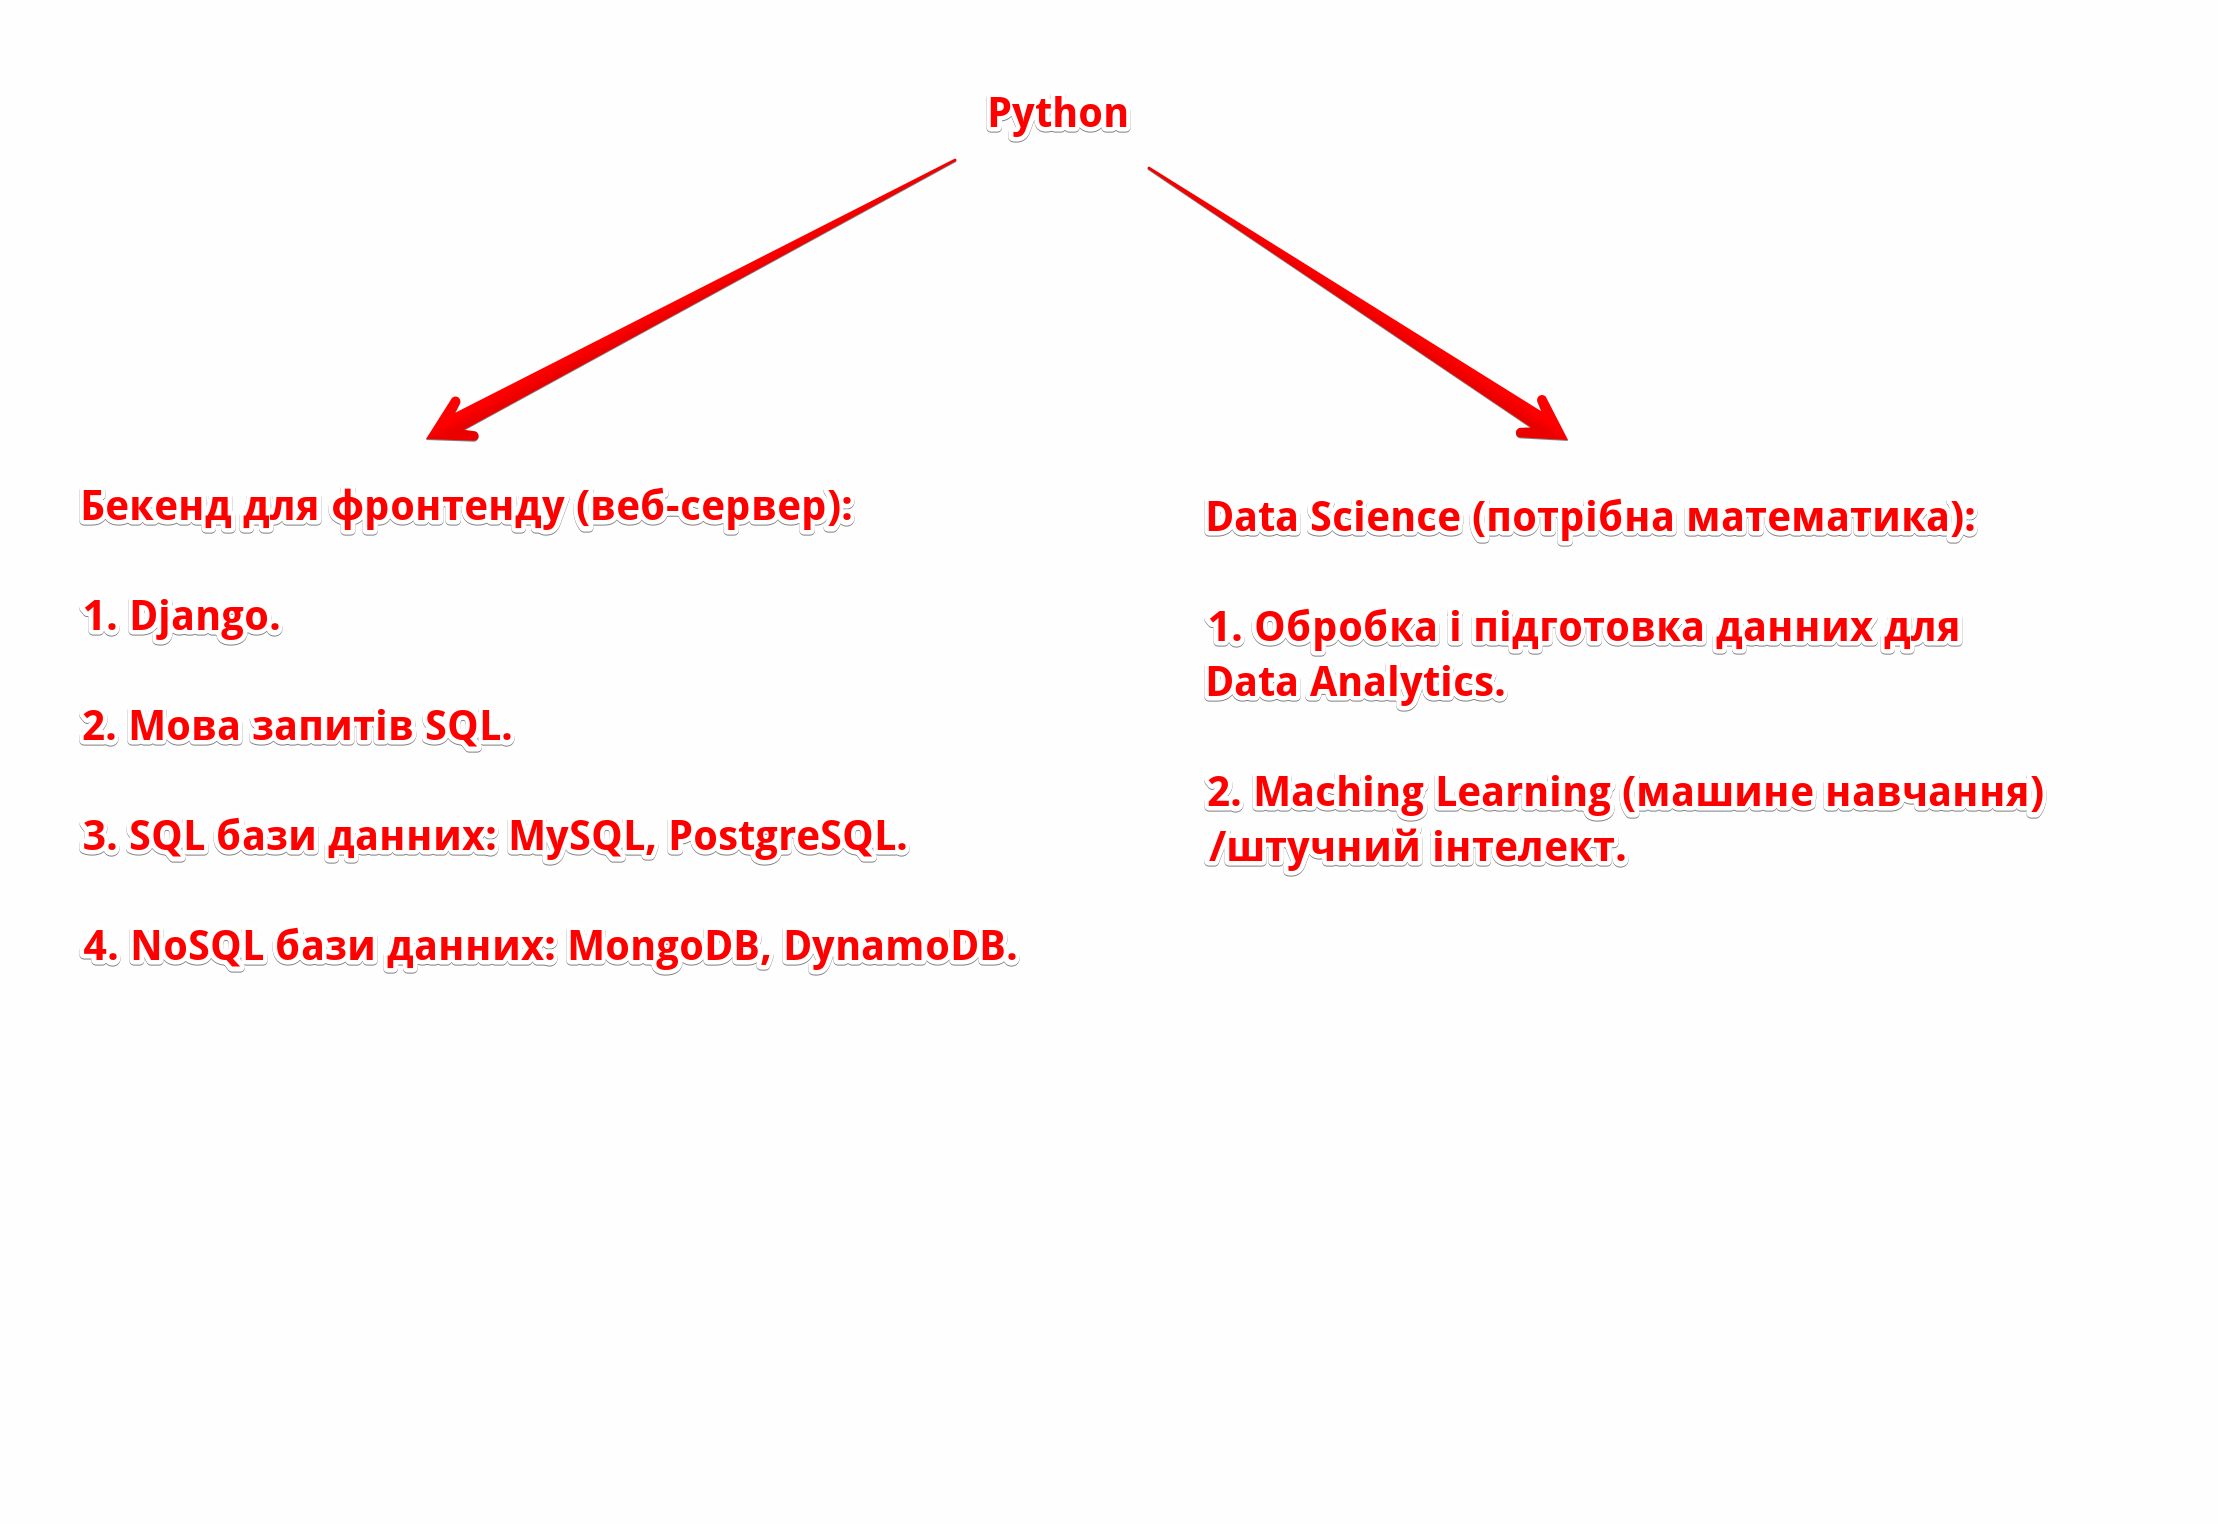 Python
Бекенд для фронтенду (веб-сервер):
1. Django.
2. Мова запитів SQL.
3. SQL бази данних: MySQL, PostgreSQL.
4. NoSQL бази данних: MongoDB, DynamoDB.
Data Science (потрібна математика):
1. Обробка і підготовка данних для
Data Analytics.
2. Maching Learning (машине навчання)
/штучний інтелект.